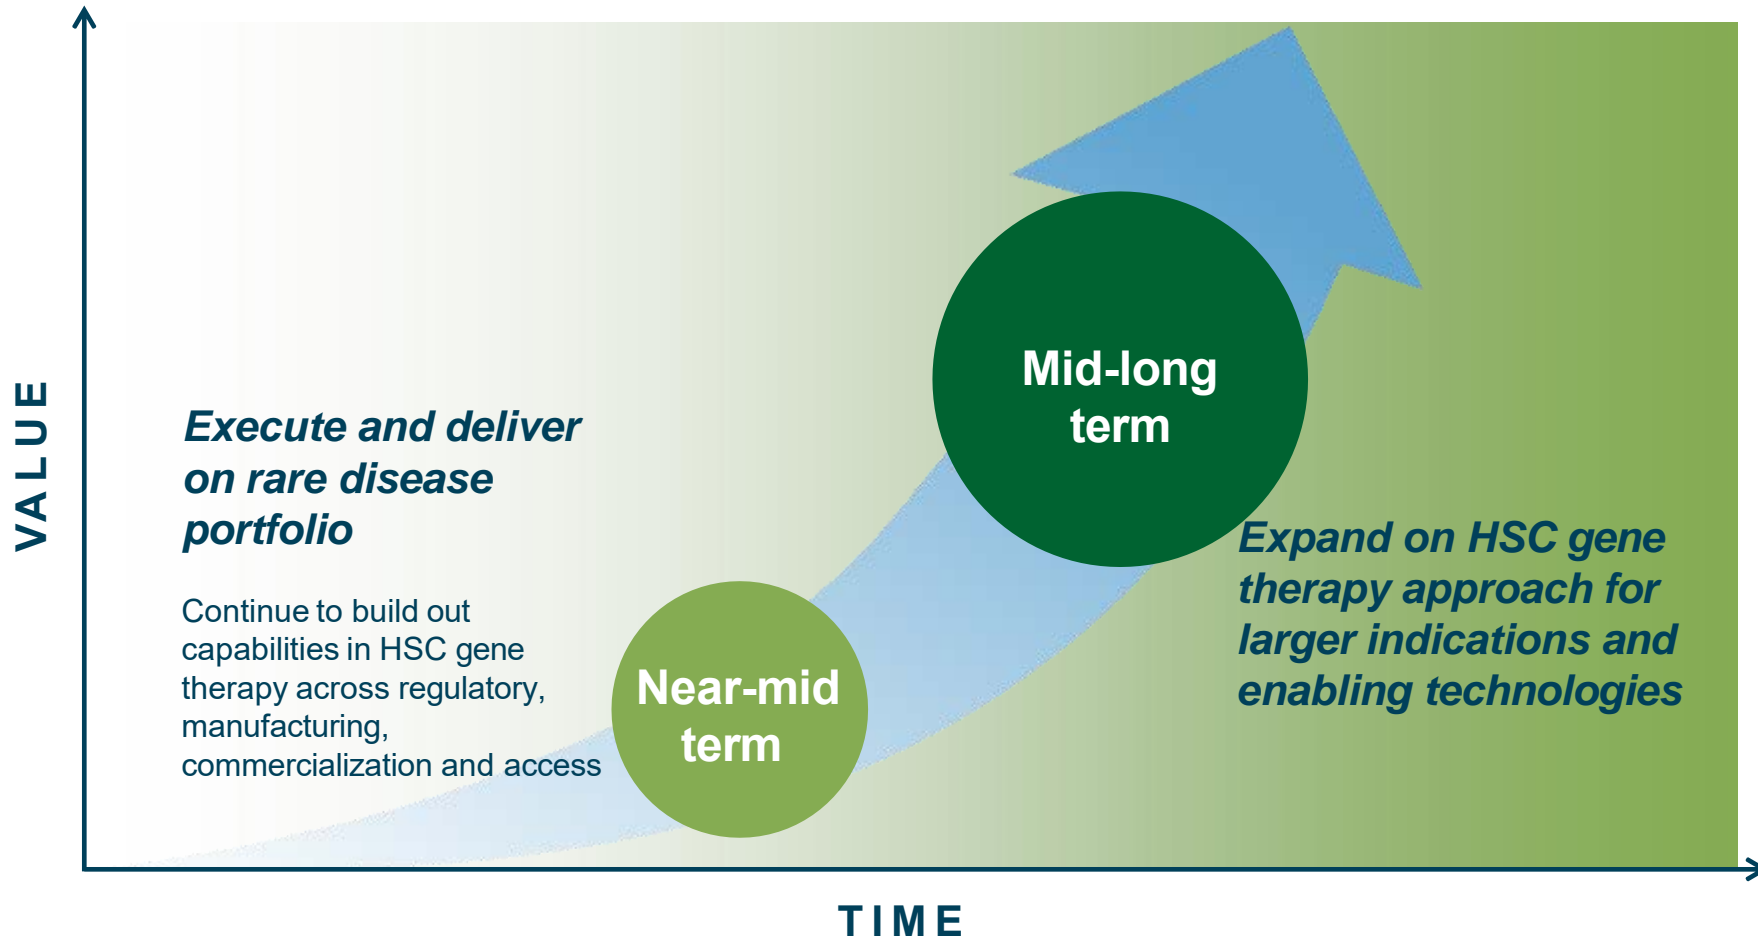 VALUE
Execute and deliver
on rare disease
portfolio
Continue to build out
capabilities in HSC gene
therapy across regulatory,
manufacturing,
commercialization and access
Near-mid
term
Mid-long
term
Expand on HSC gene
therapy approach for
larger indications and
enabling technologies
TIME